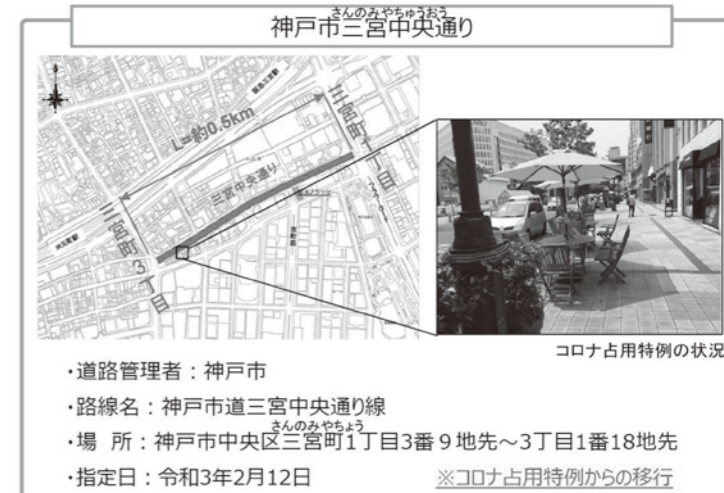 さんのみやちゅうおう
神戸市三宮中央通り
L=約0.5km
三宮町1丁目
三宮中央通り
三宮町3丁目
コロナ占用特例の状況
・道路管理者：神戸市
・路線名：神戸市道三宮中央通り線
さんのみやちょう
・場　所：神戸市中央区三宮町1丁目3番９地先～3丁目1番18地先
・指定日：令和3年2月12日
※コロナ占用特例からの移行